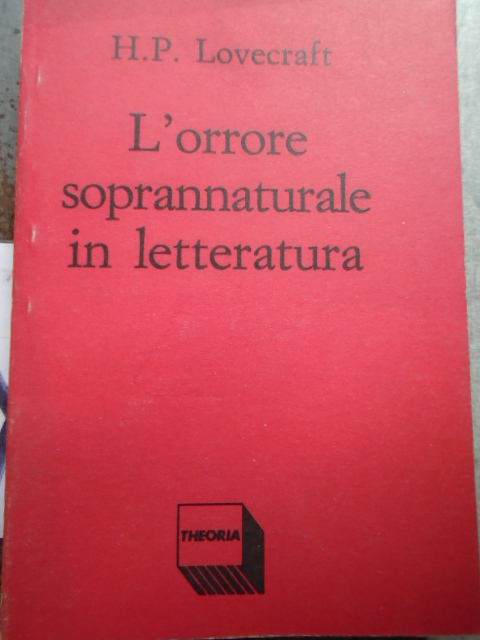 H.P. Lovecraft
L'orrore
soprannaturale
in letteratura
THEORIA